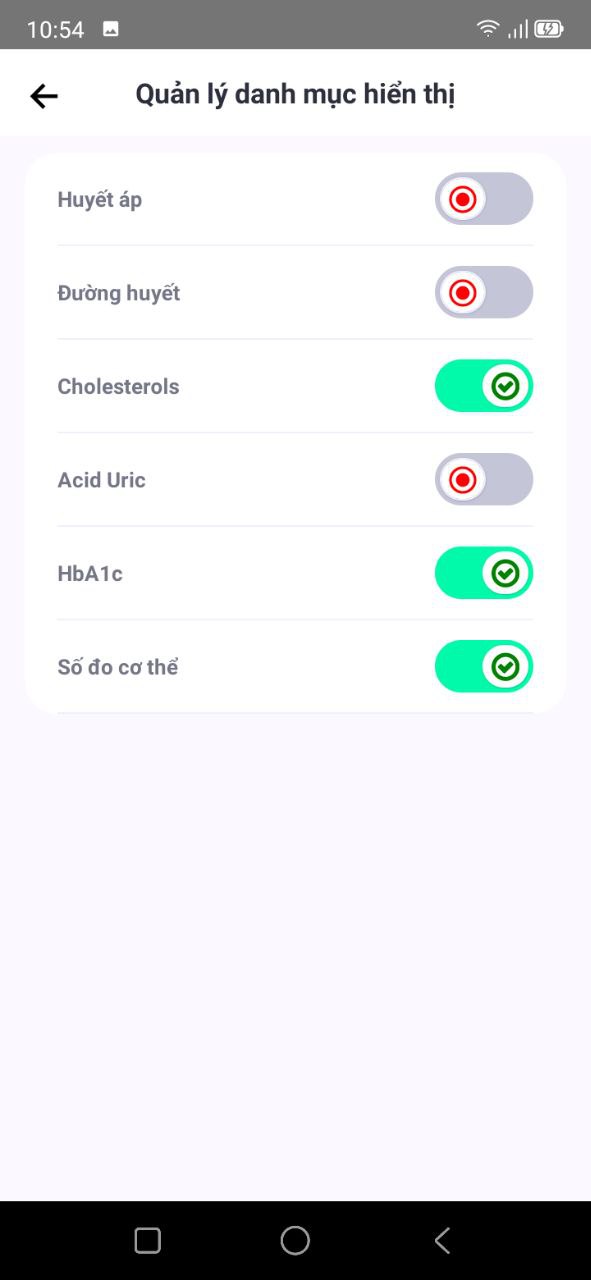 10:54
Quản lý danh mục hiển thị
Huyết áp
Đường huyết
Cholesterols
Acid Uric
HbA1c
Số đo cơ thể